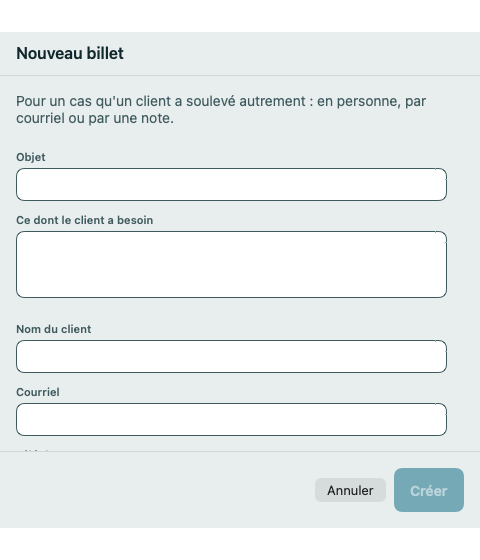 Nouveau billet
Pour un cas qu'un client a soulevé autrement : en personne, par
courriel ou par une note.
Objet
Ce dont le client a besoin
Nom du client
Courriel
Annuler
Créer